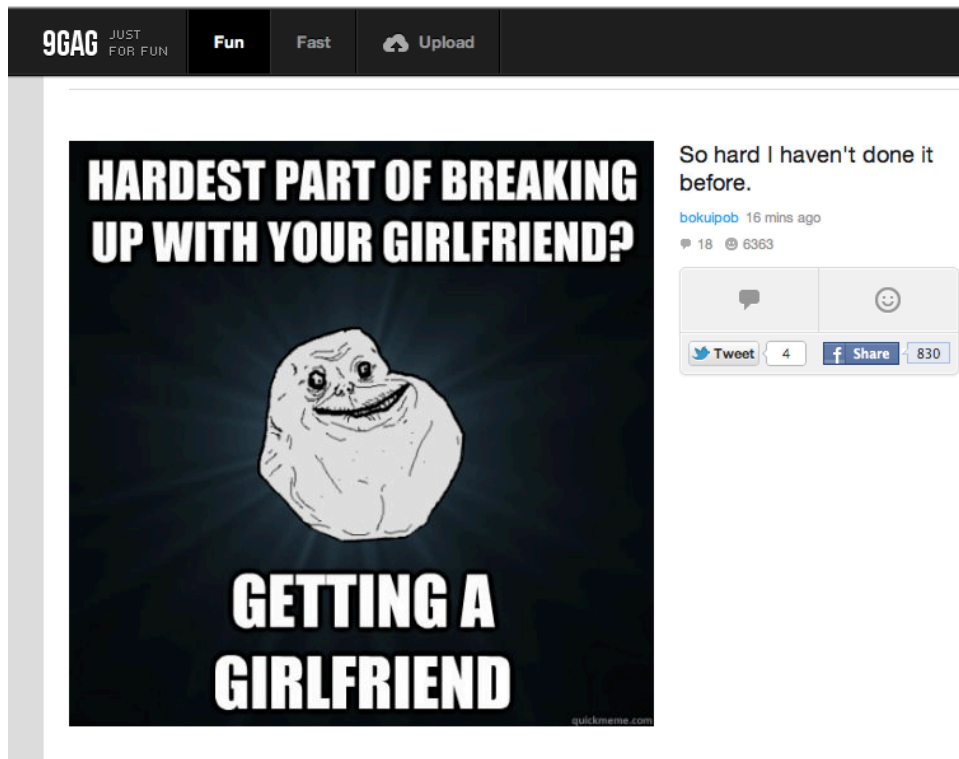 9GAG JUST FOR FUN Fun Fast Upload
HARDEST PART OF BREAKING
UP WITH YOUR GIRLFRIEND?
GETTING A
GIRLFRIEND
quickmeme.com
So hard I haven't done it
before.
bokuipob 16 mins ago
18 6363
Tweet 4 Share 830